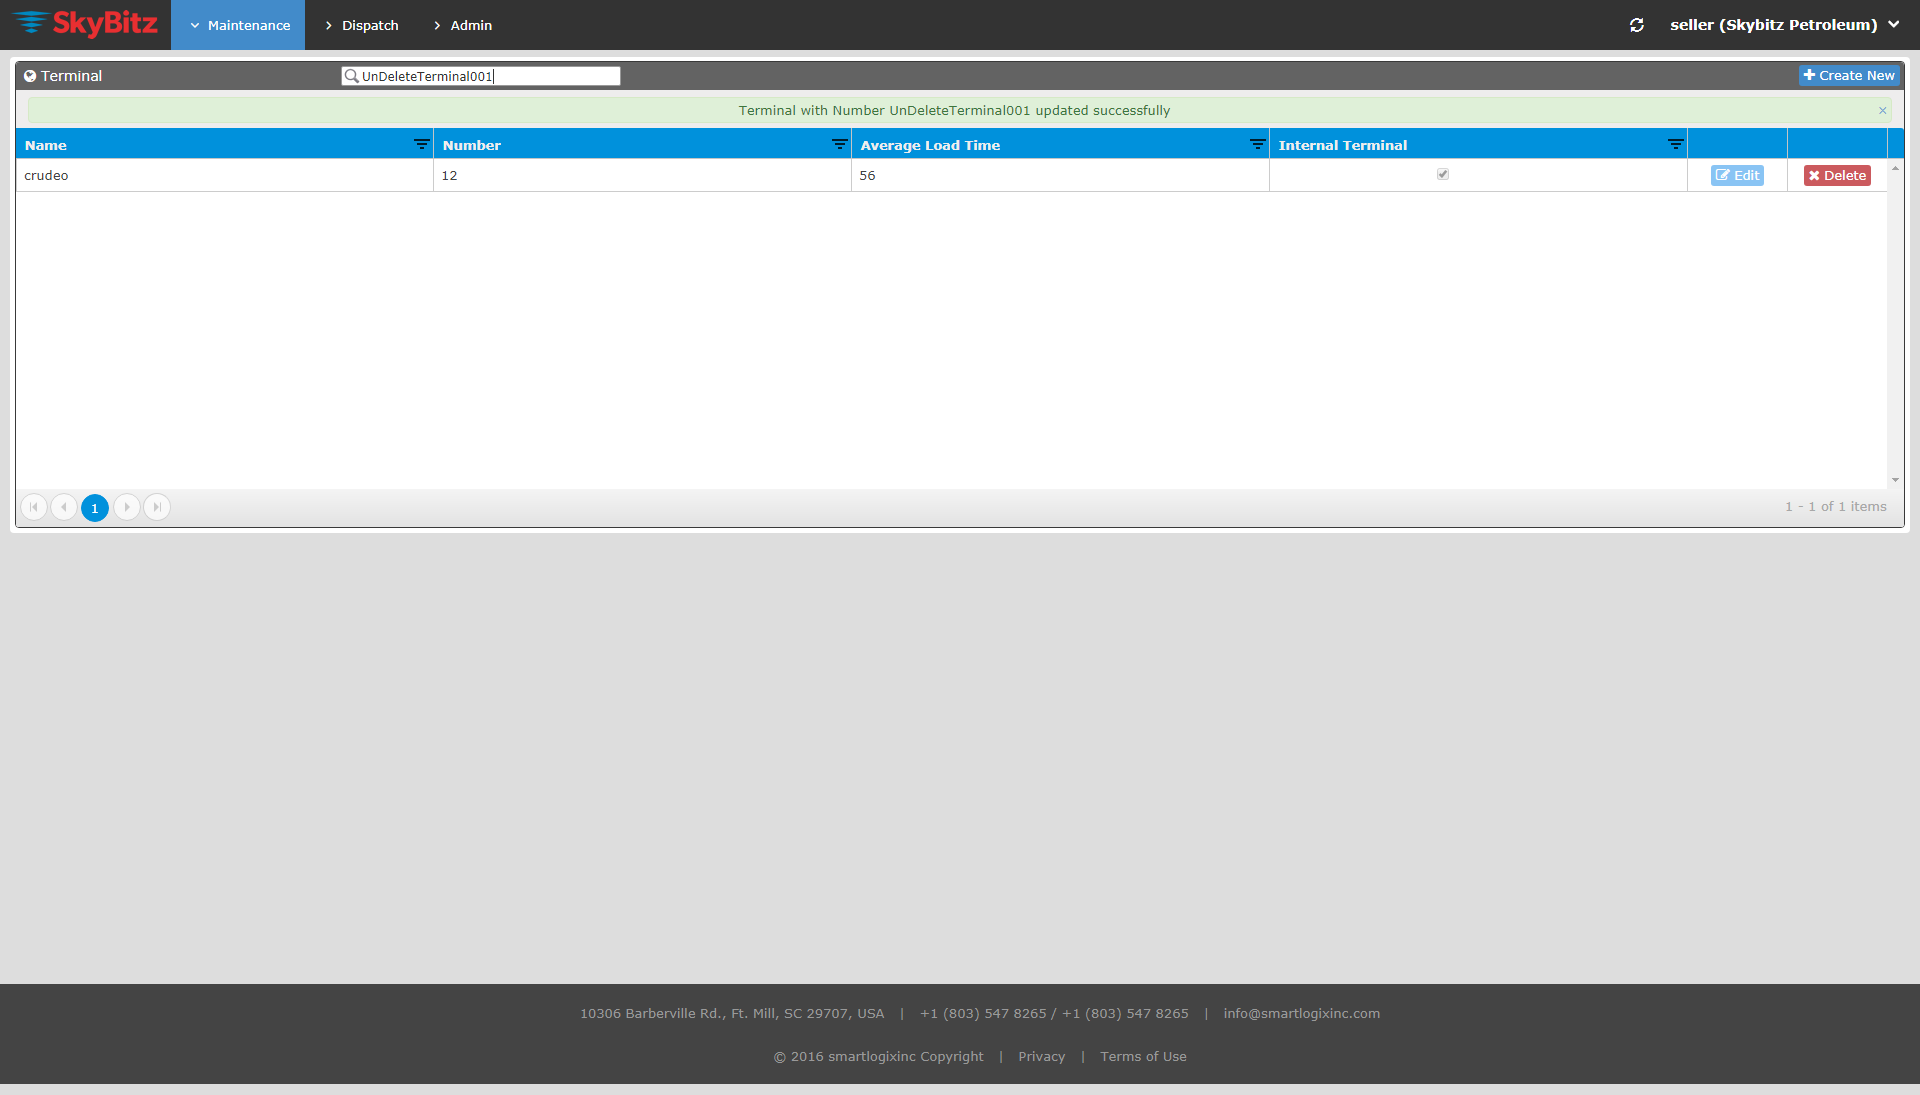 SkyBitz Maintenance Dispatch Admin seller (Skybitz Petroleum)
Terminal UnDeleteTerminal001 Create New
Terminal with Number UnDeleteTerminal001 updated successfully ×
Name Number Average Load Time Internal Terminal
crudeo 12 56 Edit Delete
1 1 - 1 of 1 items
10306 Barberville Rd., Ft. Mill, SC 29707, USA | +1 (803) 547 8265 / +1 (803) 547 8265 | info@smartlogixinc.com
© 2016 smartlogixinc Copyright | Privacy | Terms of Use